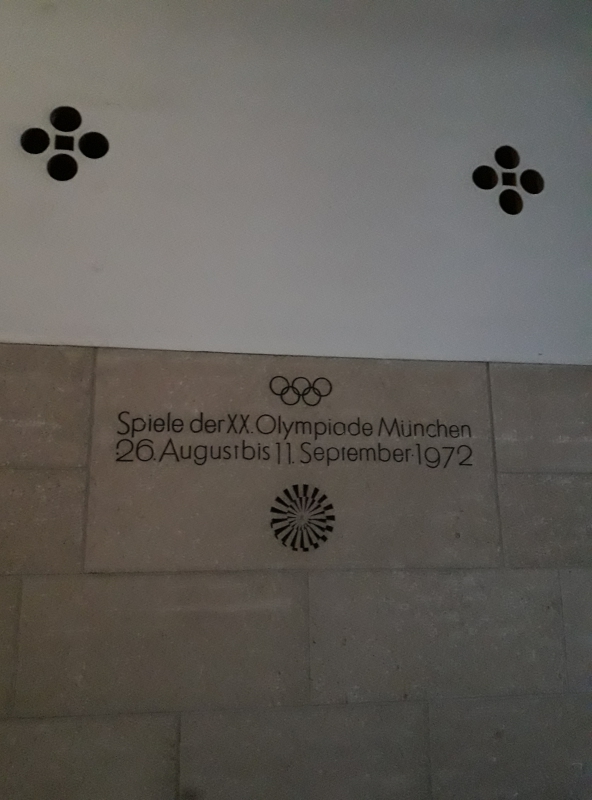 Spiele der XX. Olympiade München
26. August bis 11. September 1972